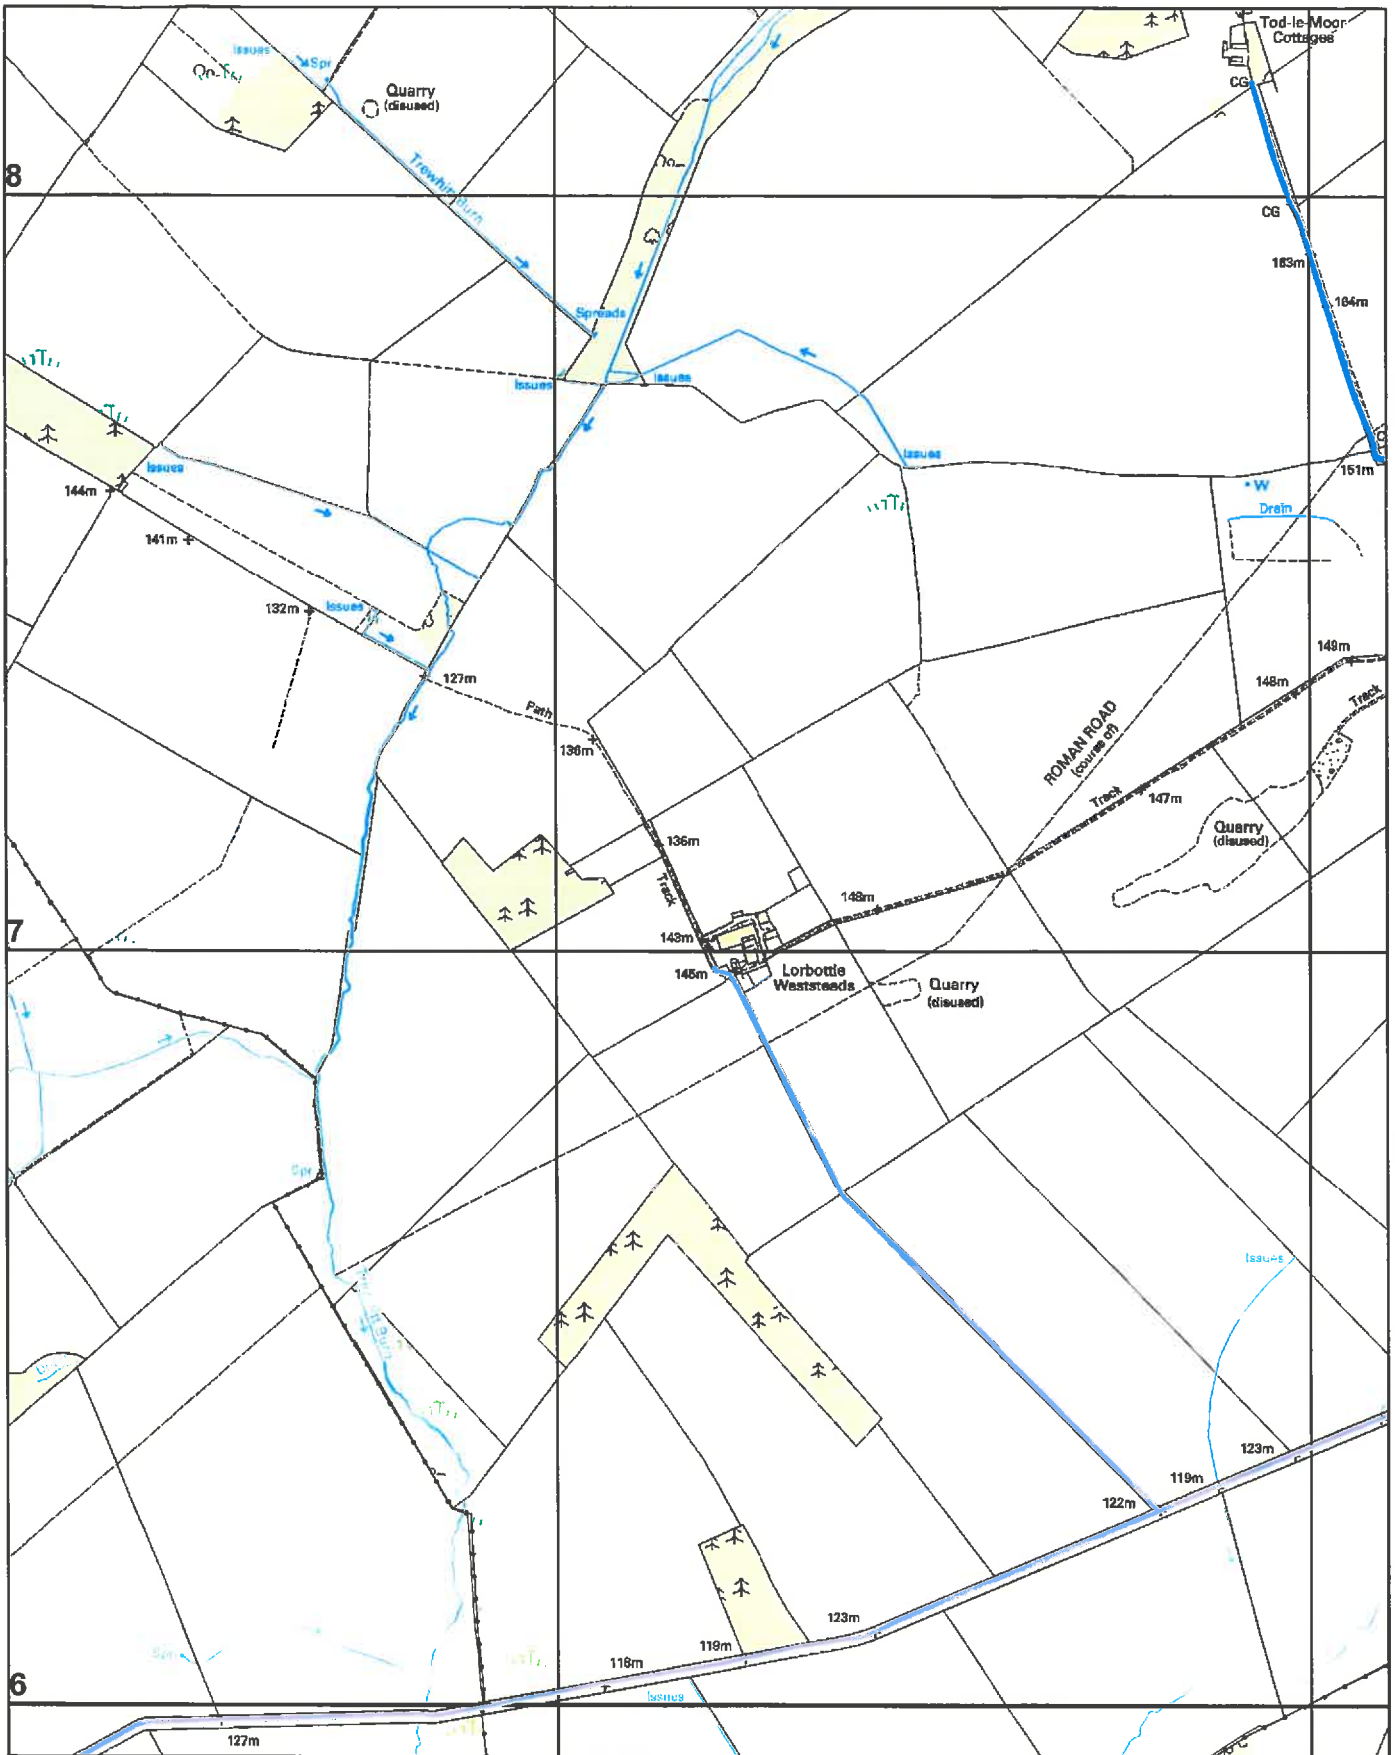 Tod-le-Moor
Cottages
Issues
Spr
Quarry
(disused)
CG
Trewhitt Burn
8
CG
163m
164m
Spreads
Issues
Issues
Issues
Issues
144m
151m
W
Drain
141m
132m
Issues
127m
149m
148m
Track
Path
136m
ROMAN ROAD
(course of)
Track
147m
Quarry
(disused)
136m
Track
148m
7
143m
145m
Lorbottle
Weststeads
Quarry
(disused)
Spr
Issues
123m
119m
122m
123m
119m
118m
Issues
6
127m